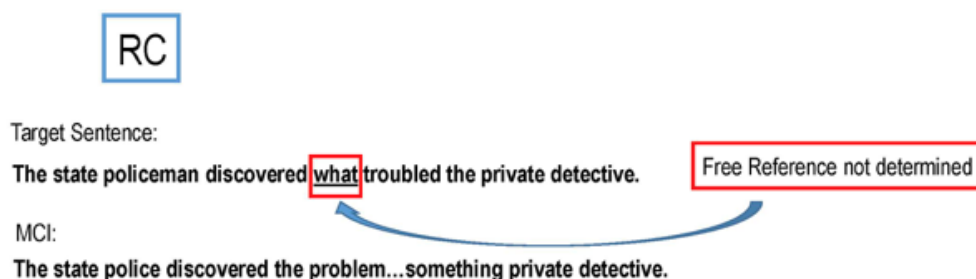 RC
Target Sentence:
The state policeman discovered what troubled the private detective.
Free Reference not determined
MCI:
The state police discovered the problem...something private detective.